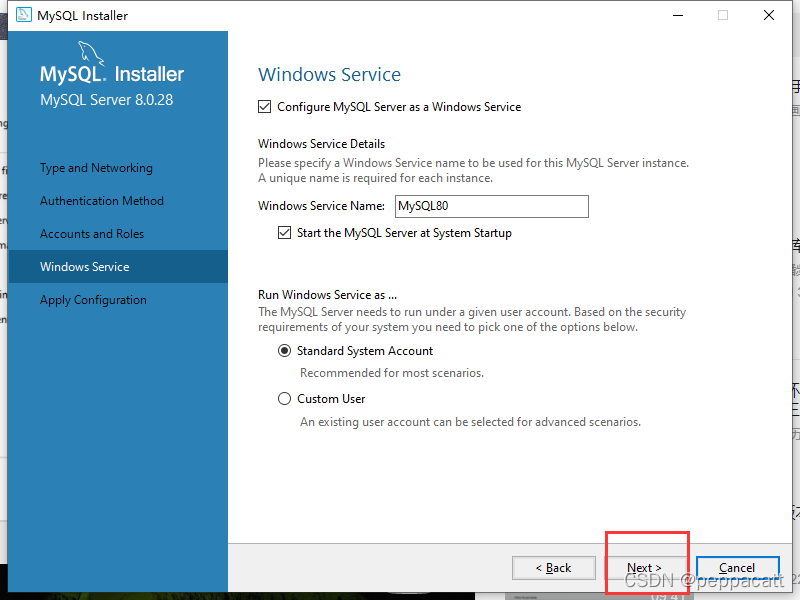 MySQL Installer
MySQL. Installer
MySQL Server 8.0.28
Type and Networking
Authentication Method
Accounts and Roles
Windows Service
Apply Configuration
Windows Service
Configure MySQL Server as a Windows Service
Windows Service Details
Please specify a Windows Service name to be used for this MySQL Server instance.
A unique name is required for each instance.
Windows Service Name: MySQL80
Start the MySQL Server at System Startup
Run Windows Service as ...
The MySQL Server needs to run under a given user account. Based on the security
requirements of your system you need to pick one of the options below.
Standard System Account
Recommended for most scenarios.
Custom User
An existing user account can be selected for advanced scenarios.
< Back
Next >
Cancel
CSDN @peppacatt